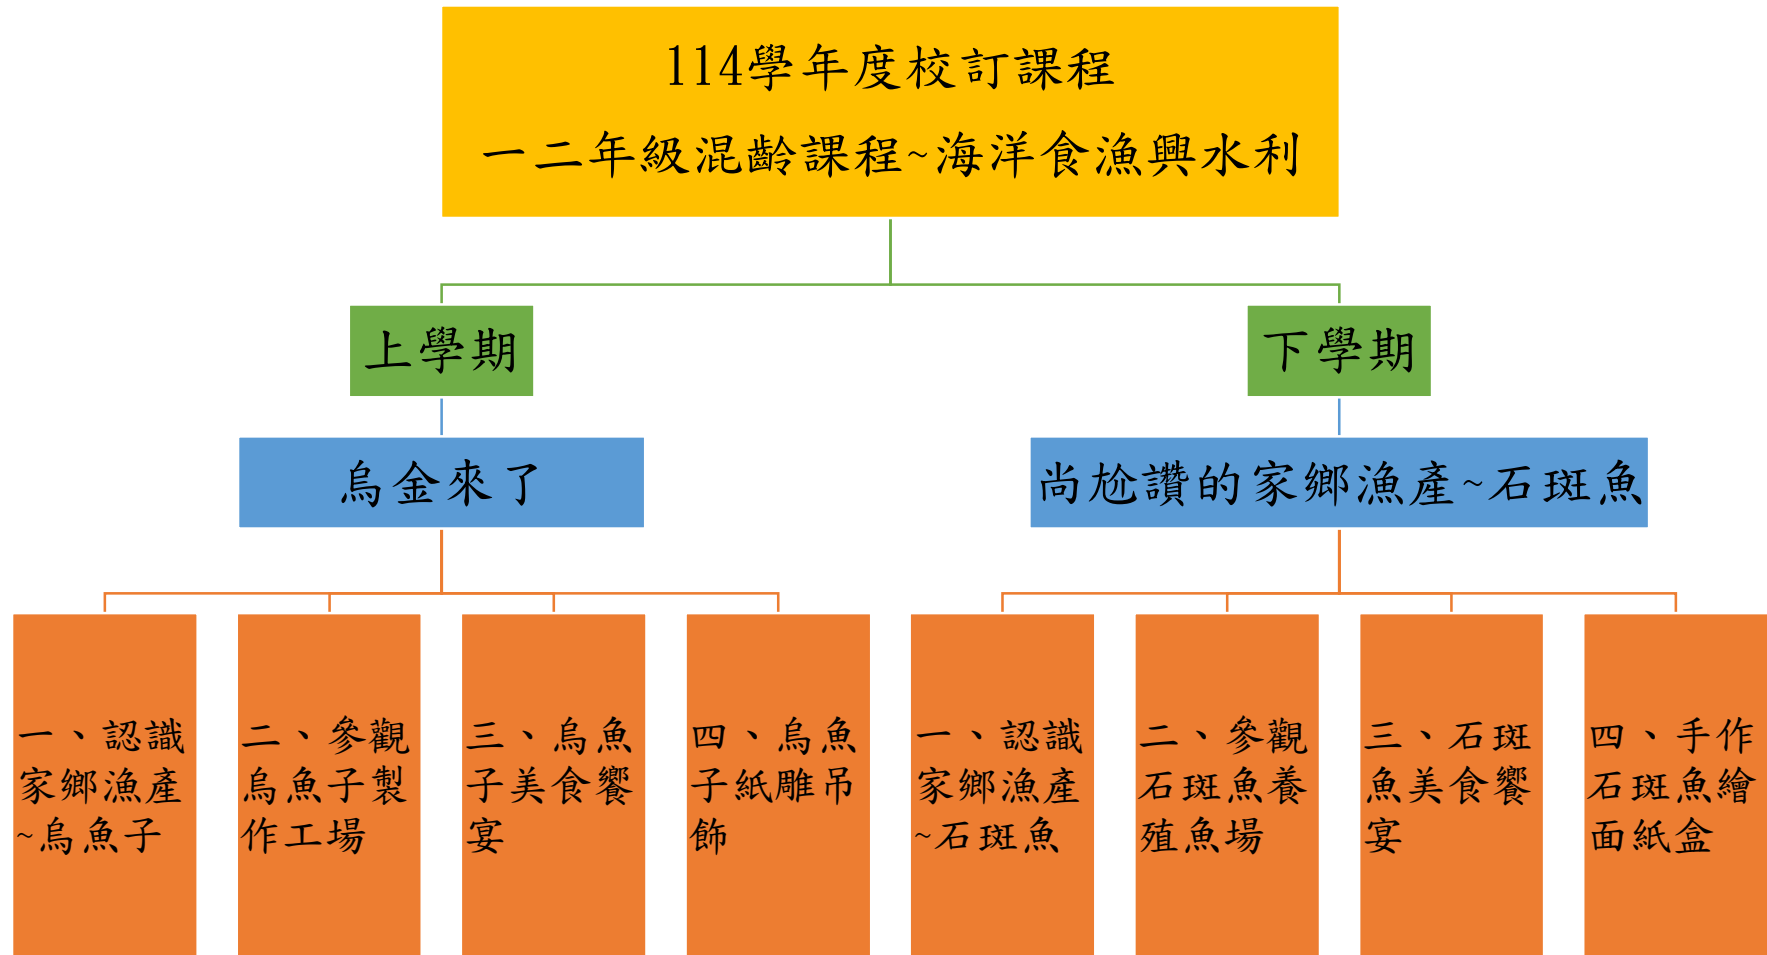 114學年度校訂課程
一二年級混齡課程~海洋食漁興水利
上學期
下學期
烏金來了
尚尬讚的家鄉漁產~石斑魚
一、認識
家鄉漁產
~烏魚子
二、參觀
烏魚子製
作工場
三、烏魚
子美食饗
宴
四、烏魚
子紙雕吊
飾
一、認識
家鄉漁產
~石斑魚
二、參觀
石斑魚養
殖魚場
三、石斑
魚美食饗
宴
四、手作
石斑魚繪
面紙盒